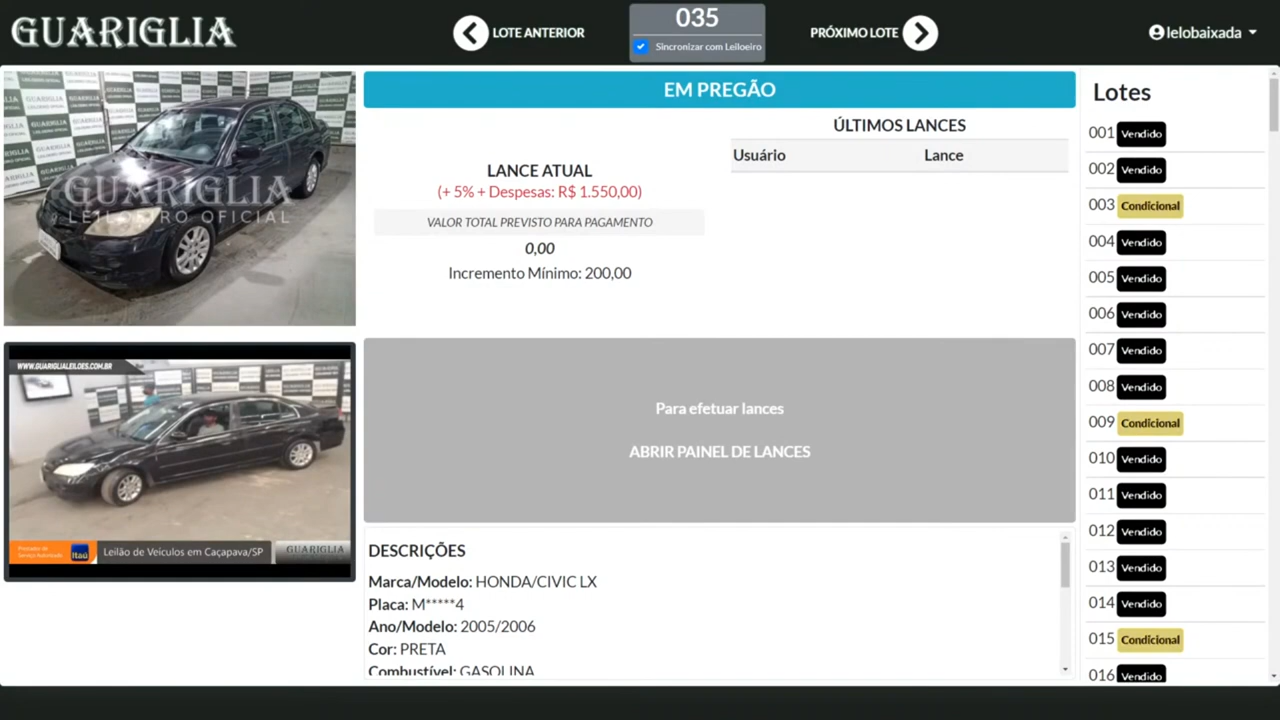 GUARIGLIA
LOTE ANTERIOR
035
Sincronizar com Leiloeiro
PRÓXIMO LOTE
lelobaixada
GUARIGLIA
LEILOEIRO OFICIAL
WWW.GUARIGLIALEILOES.COM.BR
Prestador de
Serviço Autorizado
Itaú
Leilão de Veículos em Caçapava/SP
GUARIGLIA
EM PREGÃO
LANCE ATUAL
(+ 5% + Despesas: R$ 1.550,00)
VALOR TOTAL PREVISTO PARA PAGAMENTO
0,00
Incremento Mínimo: 200,00
ÚLTIMOS LANCES
Usuário Lance
Para efetuar lances
ABRIR PAINEL DE LANCES
DESCRIÇÕES
Marca/Modelo: HONDA/CIVIC LX
Placa: M*****4
Ano/Modelo: 2005/2006
Cor: PRETA
Combustível: GASOLINA
Lotes
001 Vendido
002 Vendido
003 Condicional
004 Vendido
005 Vendido
006 Vendido
007 Vendido
008 Vendido
009 Condicional
010 Vendido
011 Vendido
012 Vendido
013 Vendido
014 Vendido
015 Condicional
016 Vendido